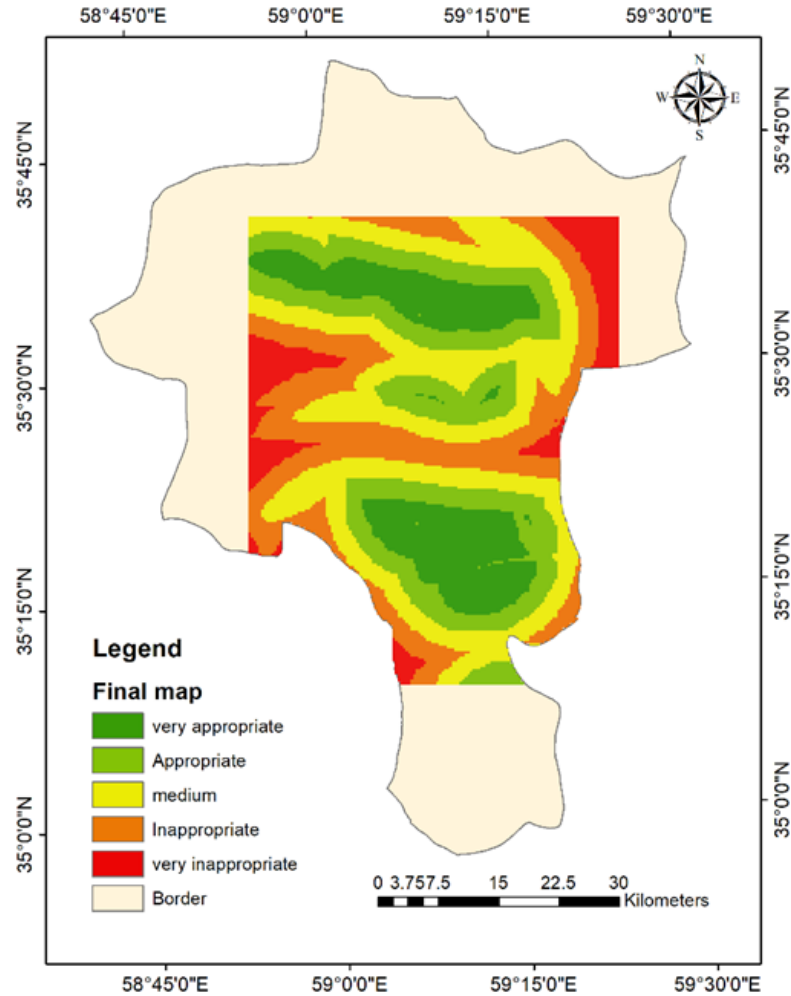 58°45'0"E 59°0'0"E 59°15'0"E 59°30'0"E
N
W E
S
35°45'0"N
35°30'0"N
35°15'0"N
35°0'0"N
35°45'0"N
35°30'0"N
35°15'0"N
35°0'0"N
Legend
Final map
very appropriate
Appropriate
medium
Inappropriate
very inappropriate
Border
0 3.757.5 15 22.5 30
Kilometers
58°45'0"E 59°0'0"E 59°15'0"E 59°30'0"E